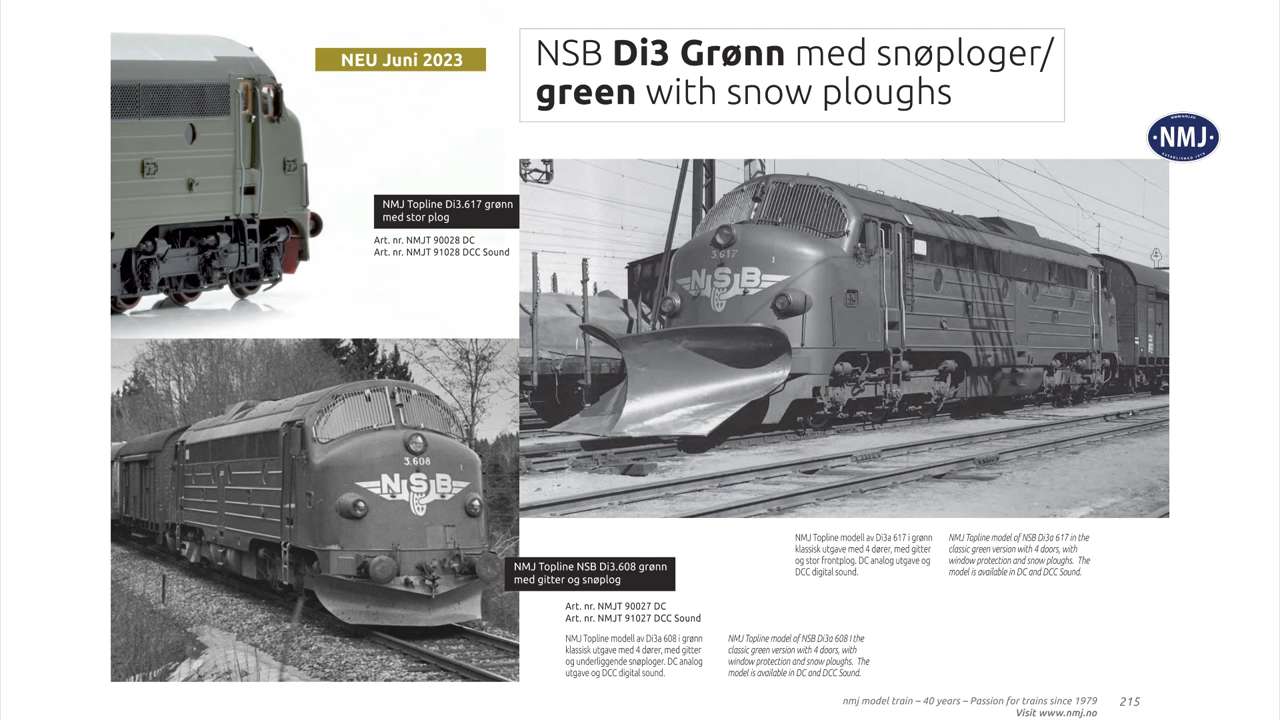 NEU Juni 2023
NSB Di3 Grønn med snøploger/
green with snow ploughs
WWW.NMJ.EU
·NMJ·
ESTABLISHED 1979
NMJ Topline Di3.617 grønn
med stor plog
Art. nr. NMJT 90028 DC
Art. nr. NMJT 91028 DCC Sound
3.617
1
NSB
3.608
1
NSB
NMJ Topline modell av Di3a 617 i grønn
klassisk utgave med 4 dører, med gitter
og stor frontplog. DC analog utgave og
DCC digital sound.
NMJ Topline model of NSB Di3a 617 in the
classic green version with 4 doors, with
window protection and snow ploughs. The
model is available in DC and DCC Sound.
NMJ Topline NSB Di3.608 grønn
med gitter og snøplog
Art. nr. NMJT 90027 DC
Art. nr. NMJT 91027 DCC Sound
NMJ Topline modell av Di3a 608 i grønn
klassisk utgave med 4 dører, med gitter
og underliggende snøploger. DC analog
utgave og DCC digital sound.
NMJ Topline model of NSB Di3a 608 I the
classic green version with 4 doors, with
window protection and snow ploughs. The
model is available in DC and DCC Sound.
nmj model train – 40 years – Passion for trains since 1979
Visit www.nmj.no
215